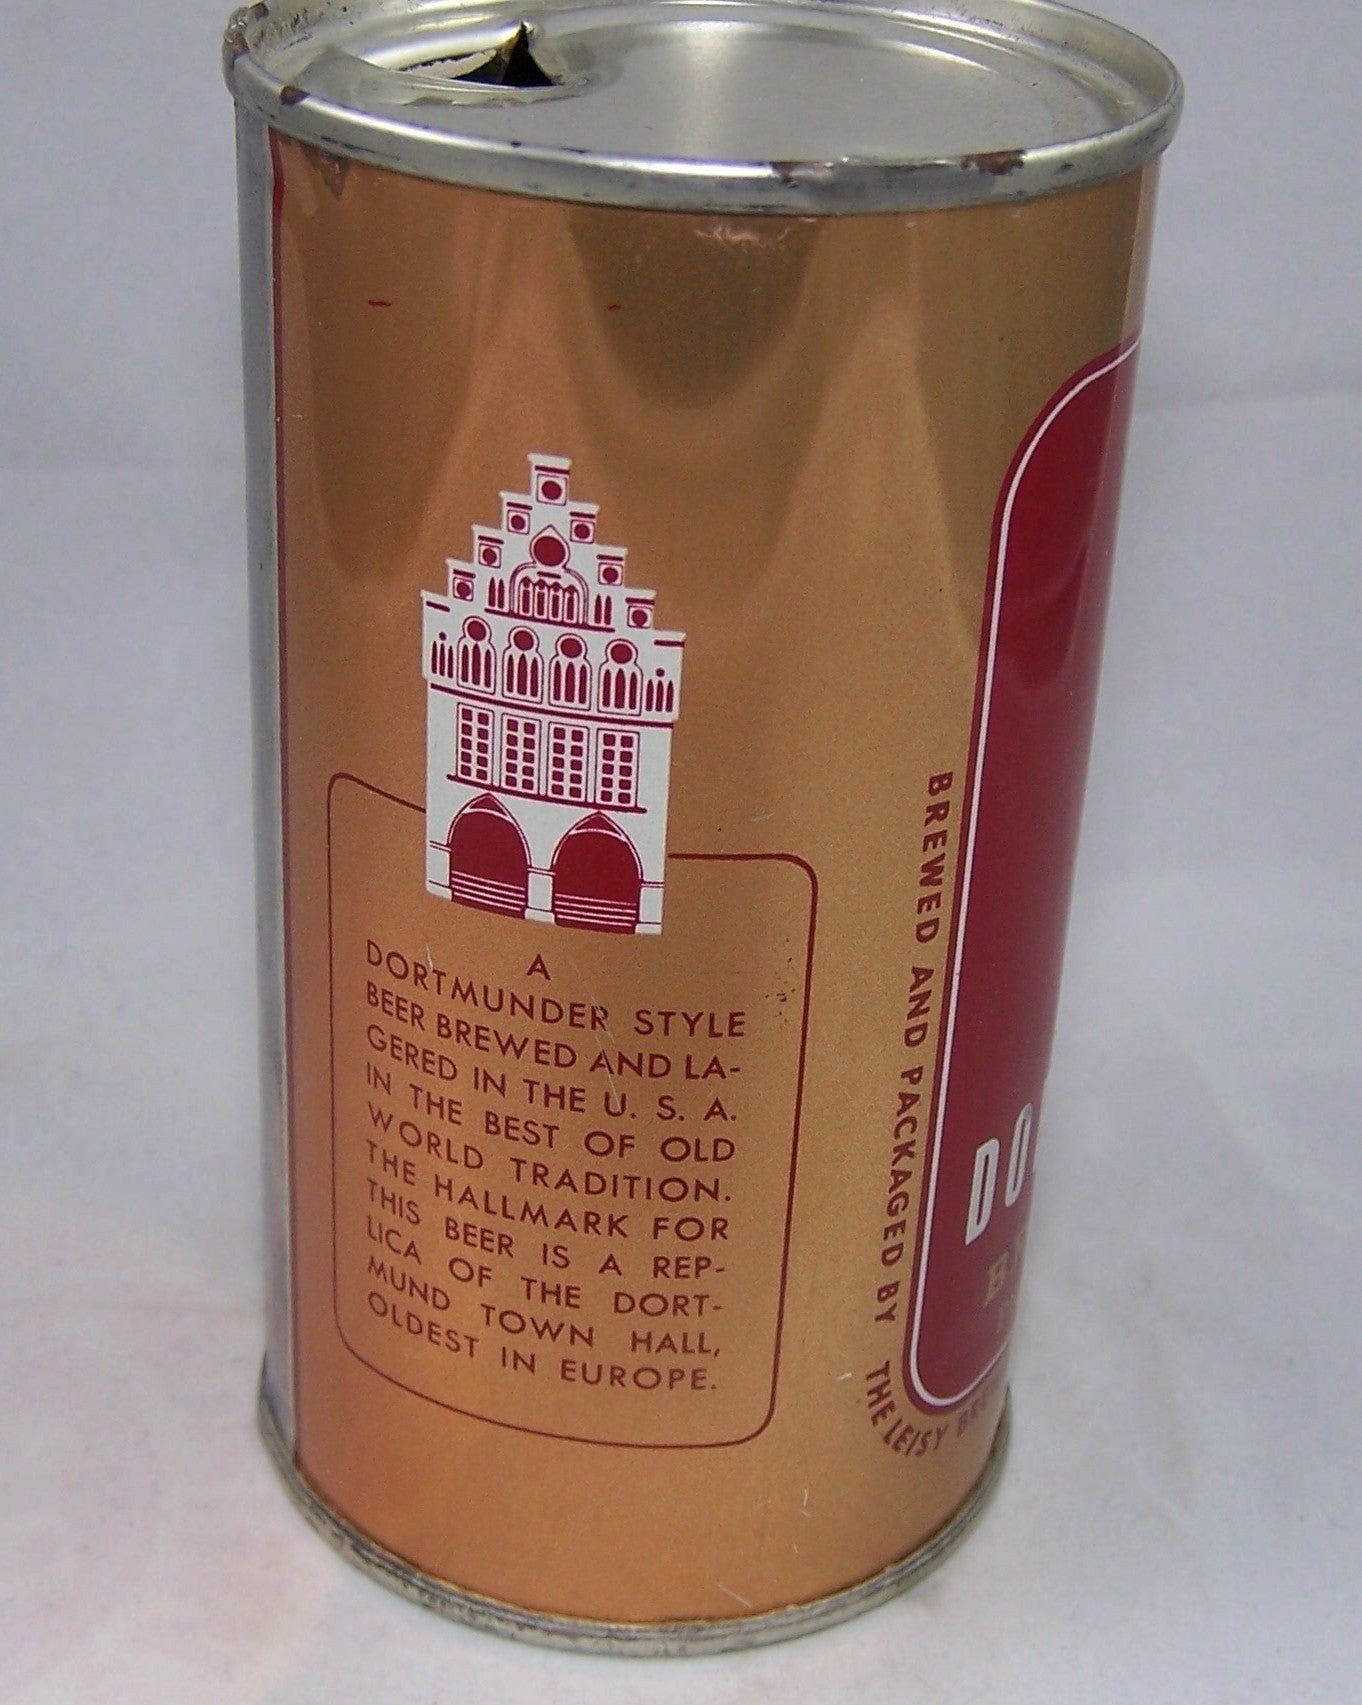 A
DORTMUNDER STYLE
BEER BREWED AND LA-
GERED IN THE U. S. A.
IN THE BEST OF OLD
WORLD TRADITION.
THE HALLMARK FOR
THIS BEER IS A REP-
LICA OF THE DORT-
MUND TOWN HALL,
OLDEST IN EUROPE.
BREWED AND PACKAGED BY THE LEISY
DO